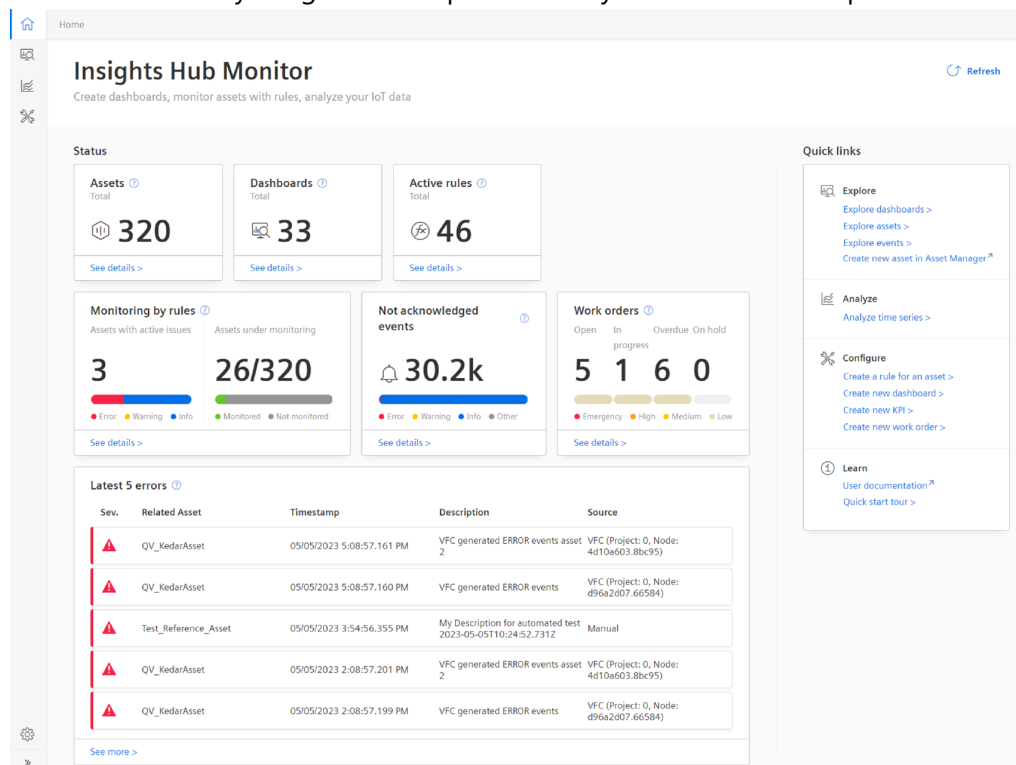 Home
Insights Hub Monitor
Create dashboards, monitor assets with rules, analyze your IoT data
Refresh
Status
Assets
Total
320
See details >
Dashboards
Total
33
See details >
Active rules
Total
46
See details >
Monitoring by rules
Assets with active issues
Assets under monitoring
3
26/320
Error Warning Info
Monitored Not monitored
See details >
Not acknowledged
events
30.2k
Error Warning Info Other
See details >
Work orders
Open In progress Overdue On hold
5 1 6 0
Emergency High Medium Low
See details >
Latest 5 errors
Sev. Related Asset Timestamp Description Source
QV_KedarAsset 05/05/2023 5:08:57.161 PM VFC generated ERROR events asset 2 VFC (Project: 0, Node: 4d10a603.8bc95)
QV_KedarAsset 05/05/2023 5:08:57.160 PM VFC generated ERROR events VFC (Project: 0, Node: d96a2d07.66584)
Test_Reference_Asset 05/05/2023 3:54:56.355 PM My Description for automated test 2023-05-05T10:24:52.731Z Manual
QV_KedarAsset 05/05/2023 2:08:57.201 PM VFC generated ERROR events asset 2 VFC (Project: 0, Node: 4d10a603.8bc95)
QV_KedarAsset 05/05/2023 2:08:57.199 PM VFC generated ERROR events VFC (Project: 0, Node: d96a2d07.66584)
See more >
Quick links
Explore
Explore dashboards >
Explore assets >
Explore events >
Create new asset in Asset Manager
Analyze
Analyze time series >
Configure
Create a rule for an asset >
Create new dashboard >
Create new KPI >
Create new work order >
Learn
User documentation
Quick start tour >